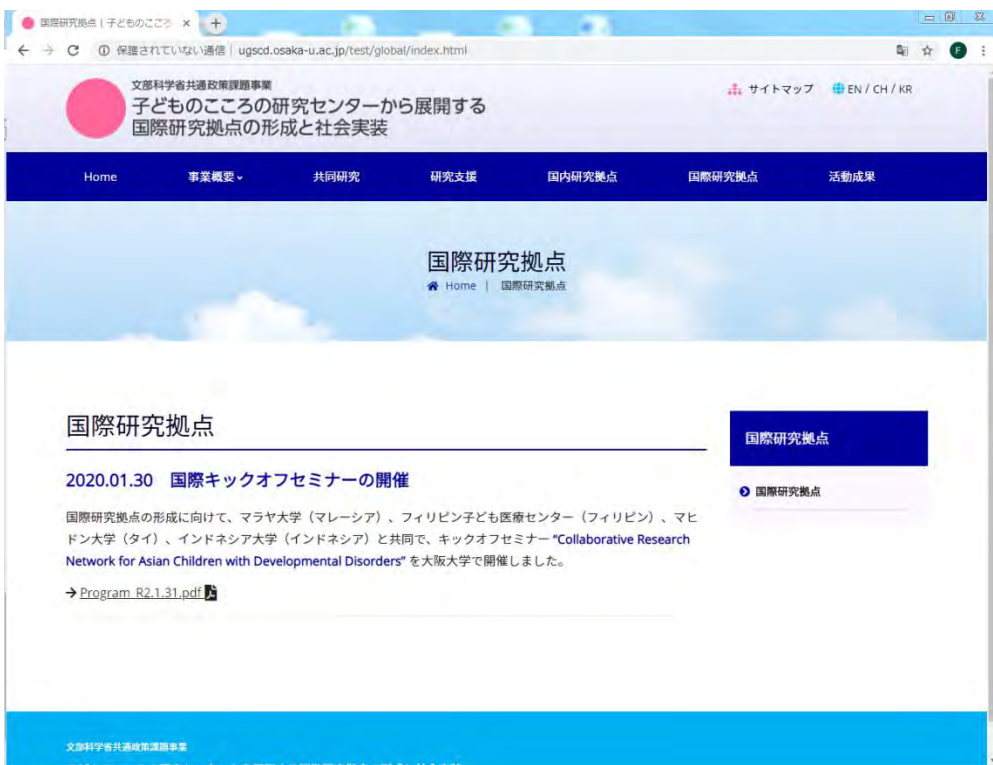 国際研究拠点 | 子どものこころ
保護されていない通信 | ugscd.osaka-u.ac.jp/test/global/index.html
F
文部科学省共通政策課題事業
子どものこころの研究センターから展開する
国際研究拠点の形成と社会実装
サイトマップ EN / CH / KR
Home 事業概要 共同研究 研究支援 国内研究拠点 国際研究拠点 活動成果
国際研究拠点
Home | 国際研究拠点
国際研究拠点
2020.01.30 国際キックオフセミナーの開催
国際研究拠点の形成に向けて、マラヤ大学（マレーシア）、フィリピン子ども医療センター（フィリピン）、マヒ
ドン大学（タイ）、インドネシア大学（インドネシア）と共同で、キックオフセミナー “Collaborative Research
Network for Asian Children with Developmental Disorders” を大阪大学で開催しました。
Program_R2.1.31.pdf
国際研究拠点
国際研究拠点
文部科学省共通政策課題事業